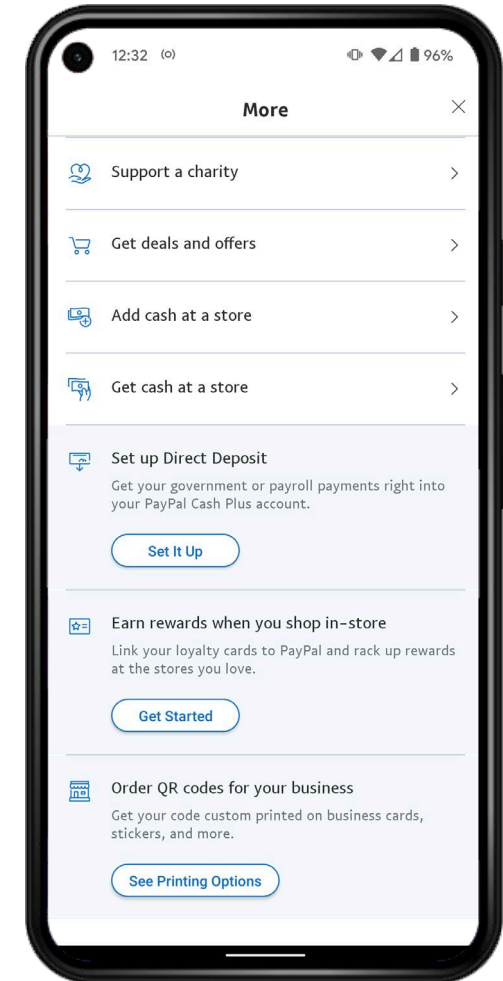 12:32 96%
More
Support a charity
Get deals and offers
Add cash at a store
Get cash at a store
Set up Direct Deposit
Get your government or payroll payments right into
your PayPal Cash Plus account.
Set It Up
Earn rewards when you shop in-store
Link your loyalty cards to PayPal and rack up rewards
at the stores you love.
Get Started
Order QR codes for your business
Get your code custom printed on business cards,
stickers, and more.
See Printing Options